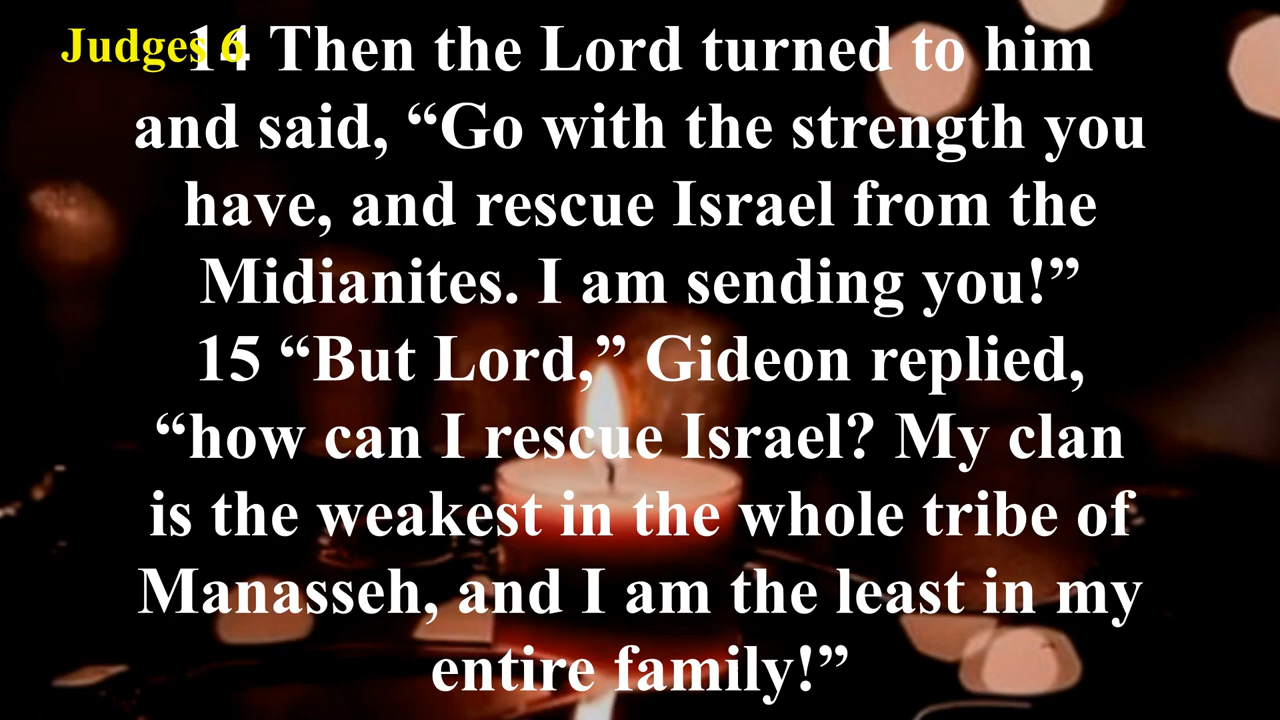 Judges 6
14 Then the Lord turned to him
and said, “Go with the strength you
have, and rescue Israel from the
Midianites. I am sending you!”
15 “But Lord,” Gideon replied,
“how can I rescue Israel? My clan
is the weakest in the whole tribe of
Manasseh, and I am the least in my
entire family!”